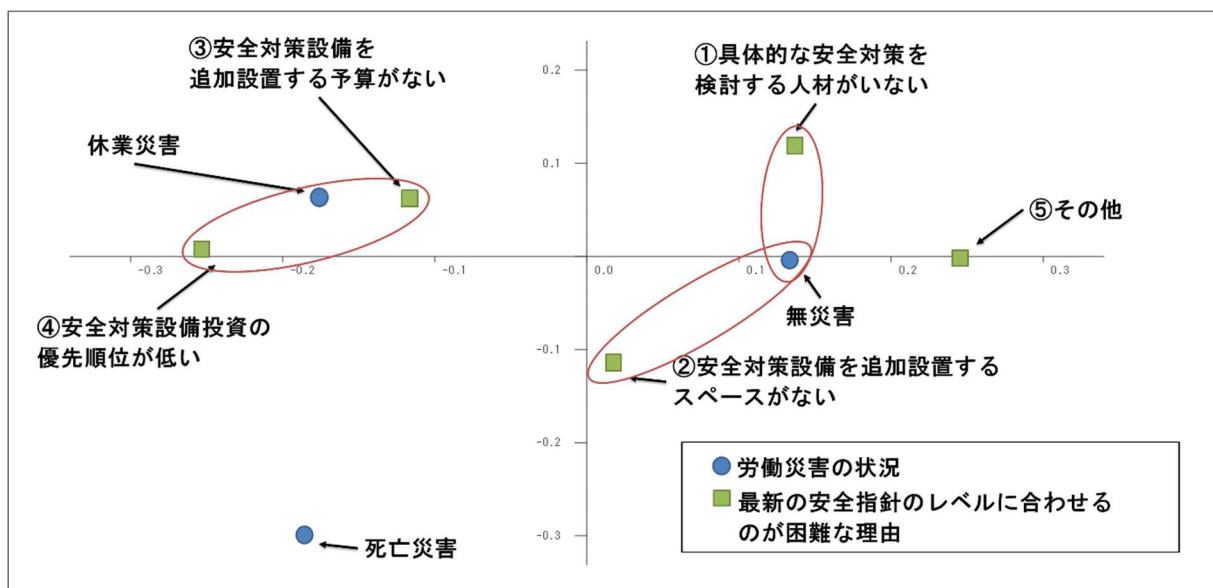 ③安全対策設備を
追加設置する予算がない
①具体的な安全対策を
検討する人材がいない
休業災害
⑤その他
④安全対策設備投資の
優先順位が低い
無災害
②安全対策設備を追加設置する
スペースがない
死亡災害
0.2
0.1
-0.3
-0.2
-0.1
0.0
0.1
0.2
0.3
-0.1
-0.2
-0.3
労働災害の状況
最新の安全指針のレベルに合わせる
のが困難な理由